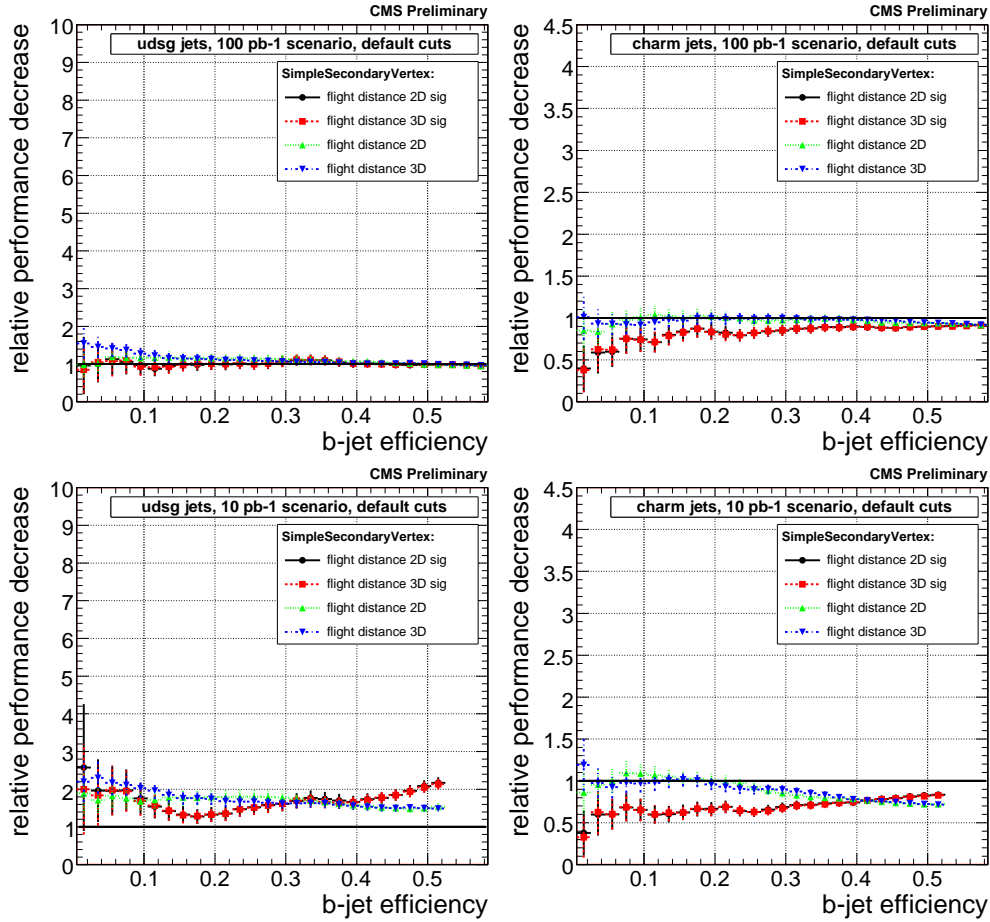 CMS Preliminary
udsg jets, 100 pb-1 scenario, default cuts
SimpleSecondaryVertex:
flight distance 2D sig
flight distance 3D sig
flight distance 2D
flight distance 3D
relative performance decrease
10
9
8
7
6
5
4
3
2
1
0
0.1
0.2
0.3
0.4
0.5
b-jet efficiency
CMS Preliminary
charm jets, 100 pb-1 scenario, default cuts
SimpleSecondaryVertex:
flight distance 2D sig
flight distance 3D sig
flight distance 2D
flight distance 3D
relative performance decrease
4.5
4
3.5
3
2.5
2
1.5
1
0.5
0
0.1
0.2
0.3
0.4
0.5
b-jet efficiency
CMS Preliminary
udsg jets, 10 pb-1 scenario, default cuts
SimpleSecondaryVertex:
flight distance 2D sig
flight distance 3D sig
flight distance 2D
flight distance 3D
relative performance decrease
10
9
8
7
6
5
4
3
2
1
0
0.1
0.2
0.3
0.4
0.5
b-jet efficiency
CMS Preliminary
charm jets, 10 pb-1 scenario, default cuts
SimpleSecondaryVertex:
flight distance 2D sig
flight distance 3D sig
flight distance 2D
flight distance 3D
relative performance decrease
4.5
4
3.5
3
2.5
2
1.5
1
0.5
0
0.1
0.2
0.3
0.4
0.5
b-jet efficiency